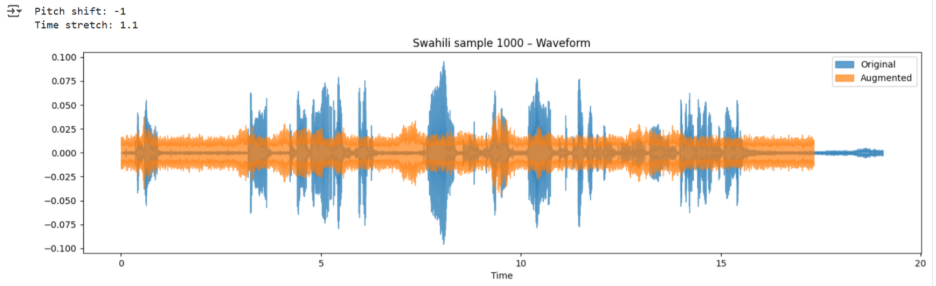 Pitch shift: -1
Time stretch: 1.1
Swahili sample 1000 – Waveform
Original
Augmented
0.100
0.075
0.050
0.025
0.000
−0.025
−0.050
−0.075
−0.100
0 5 10 15 20
Time